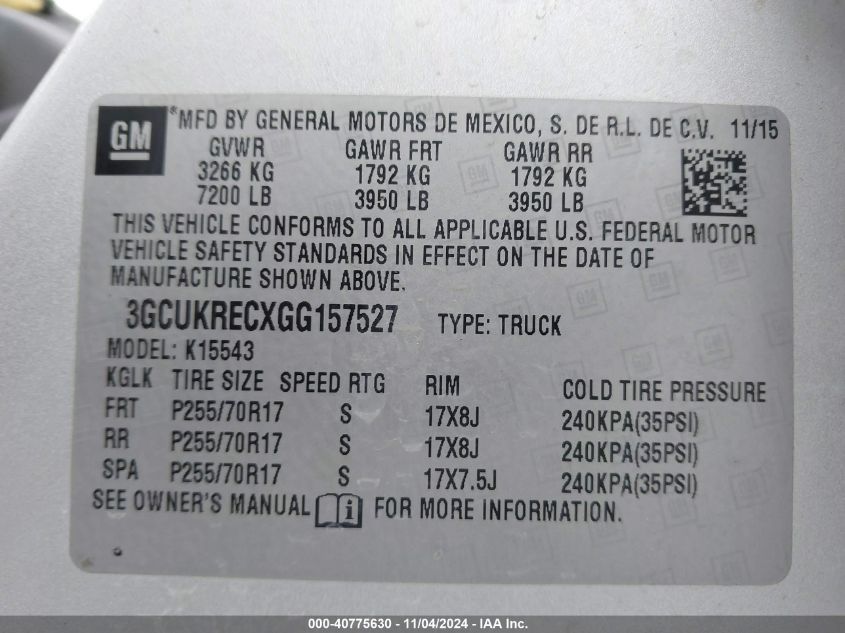 GM *MFD BY GENERAL MOTORS DE MEXICO, S. DE R.L. DE C.V. 11/15
GVWR GAWR FRT GAWR RR
3266 KG 1792 KG 1792 KG
7200 LB 3950 LB 3950 LB
THIS VEHICLE CONFORMS TO ALL APPLICABLE U.S. FEDERAL MOTOR
VEHICLE SAFETY STANDARDS IN EFFECT ON THE DATE OF
MANUFACTURE SHOWN ABOVE.
3GCUKRECXGG157527 TYPE: TRUCK
MODEL: K15543
KGLK TIRE SIZE SPEED RTG RIM COLD TIRE PRESSURE
FRT P255/70R17 S 17X8J 240KPA(35PSI)
RR P255/70R17 S 17X8J 240KPA(35PSI)
SPA P255/70R17 S 17X7.5J 240KPA(35PSI)
SEE OWNER'S MANUAL i FOR MORE INFORMATION.
000-40775630 - 11/04/2024 - IAA Inc.